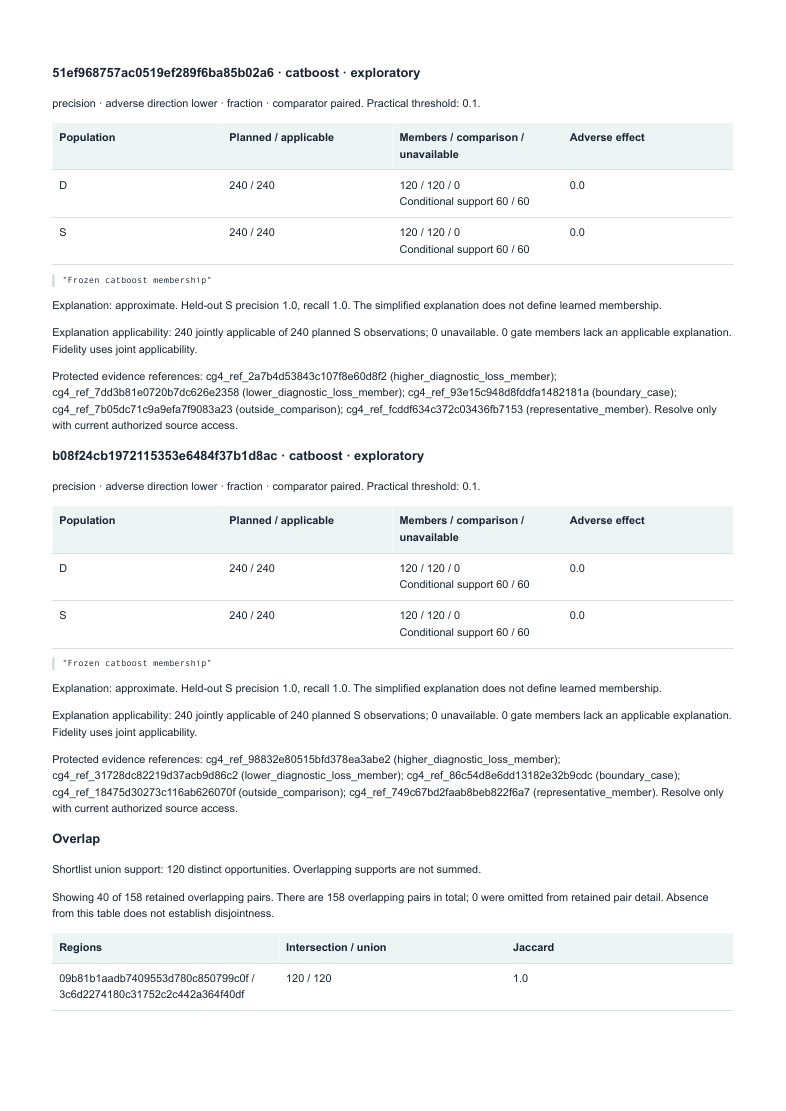 51ef968757ac0519ef289f6ba85b02a6 · catboost · exploratory
precision · adverse direction lower · fraction · comparator paired. Practical threshold: 0.1.
Population Planned / applicable Members / comparison / unavailable Adverse effect
D 240 / 240 120 / 120 / 0 0.0
Conditional support 60 / 60
S 240 / 240 120 / 120 / 0 0.0
Conditional support 60 / 60
"Frozen catboost membership"
Explanation: approximate. Held-out S precision 1.0, recall 1.0. The simplified explanation does not define learned membership.
Explanation applicability: 240 jointly applicable of 240 planned S observations; 0 unavailable. 0 gate members lack an applicable explanation.
Fidelity uses joint applicability.
Protected evidence references: cg4_ref_2a7b4d53843c107f8e60d8f2 (higher_diagnostic_loss_member);
cg4_ref_7dd3b81e0720b7dc626e2358 (lower_diagnostic_loss_member); cg4_ref_93e15c948d8fddfa1482181a (boundary_case);
cg4_ref_7b05dc71c9a9efa7f9083a23 (outside_comparison); cg4_ref_fcddf634c372c03436fb7153 (representative_member). Resolve only
with current authorized source access.
b08f24cb1972115353e6484f37b1d8ac · catboost · exploratory
precision · adverse direction lower · fraction · comparator paired. Practical threshold: 0.1.
Population Planned / applicable Members / comparison / unavailable Adverse effect
D 240 / 240 120 / 120 / 0 0.0
Conditional support 60 / 60
S 240 / 240 120 / 120 / 0 0.0
Conditional support 60 / 60
"Frozen catboost membership"
Explanation: approximate. Held-out S precision 1.0, recall 1.0. The simplified explanation does not define learned membership.
Explanation applicability: 240 jointly applicable of 240 planned S observations; 0 unavailable. 0 gate members lack an applicable explanation.
Fidelity uses joint applicability.
Protected evidence references: cg4_ref_98832e80515bfd378ea3abe2 (higher_diagnostic_loss_member);
cg4_ref_31728dc82219d37acb9d86c2 (lower_diagnostic_loss_member); cg4_ref_86c54d8e6dd13182e32b9cdc (boundary_case);
cg4_ref_18475d30273c116ab626070f (outside_comparison); cg4_ref_749c67bd2faab8beb822f6a7 (representative_member). Resolve only
with current authorized source access.
Overlap
Shortlist union support: 120 distinct opportunities. Overlapping supports are not summed.
Showing 40 of 158 retained overlapping pairs. There are 158 overlapping pairs in total; 0 were omitted from retained pair detail. Absence
from this table does not establish disjointness.
Regions Intersection / union Jaccard
09b81b1aadb7409553d780c850799c0f / 120 / 120 1.0
3c6d2274180c31752c2c442a364f40df